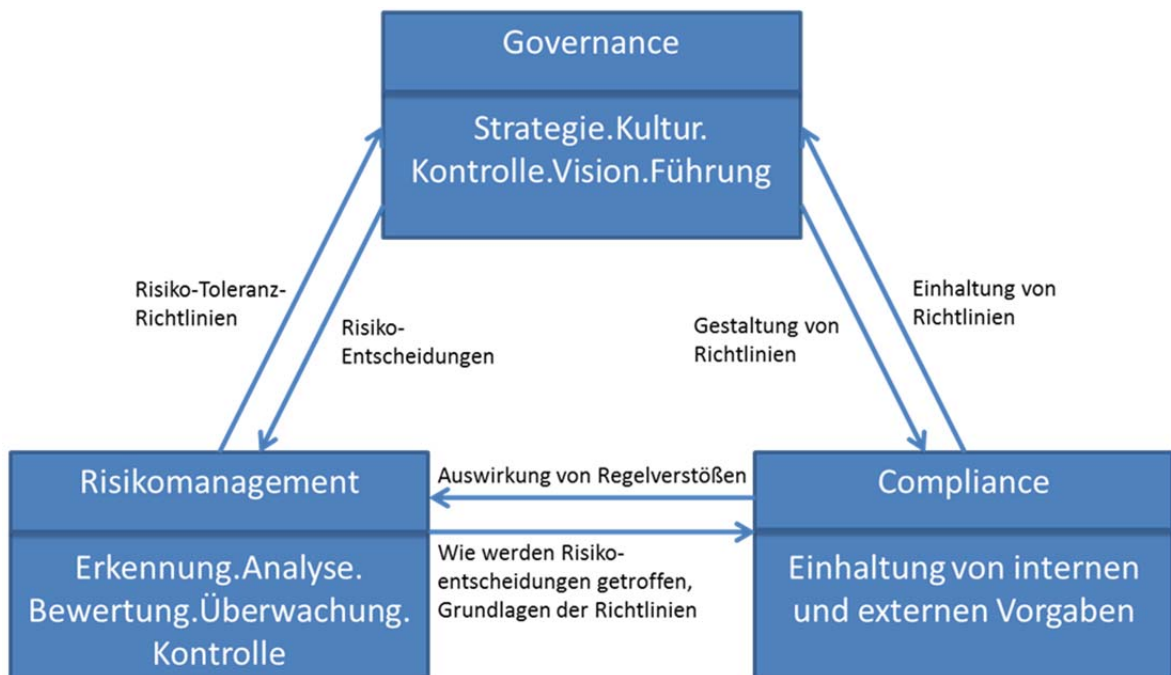 Governance
Strategie.Kultur.
Kontrolle.Vision.Führung
Risiko-Toleranz-
Richtlinien
Risiko-
Entscheidungen
Gestaltung von
Richtlinien
Einhaltung von
Richtlinien
Risikomanagement
Erkennung.Analyse.
Bewertung.Überwachung.
Kontrolle
Auswirkung von Regelverstößen
Wie werden Risiko-
entscheidungen getroffen,
Grundlagen der Richtlinien
Compliance
Einhaltung von internen
und externen Vorgaben